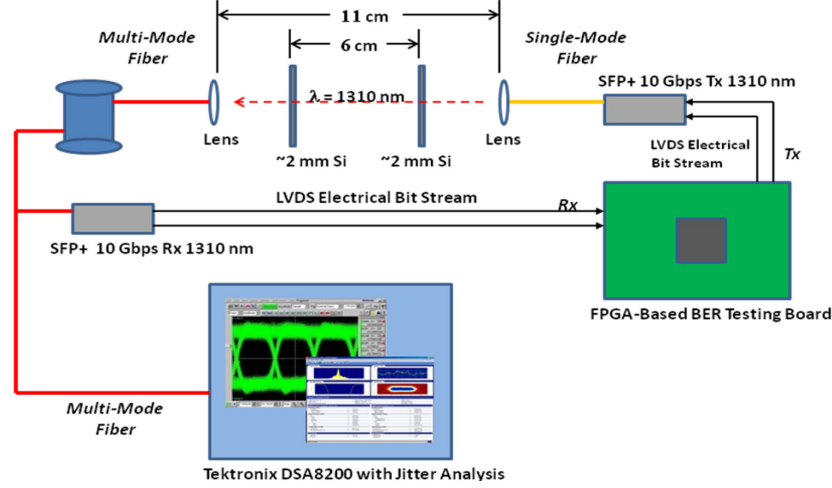 11 cm
Multi-Mode
Fiber
6 cm
Single-Mode
Fiber
SFP+ 10 Gbps Tx 1310 nm
λ = 1310 nm
Lens
Lens
~2 mm Si
~2 mm Si
LVDS Electrical
Bit Stream
Tx
LVDS Electrical Bit Stream
Rx
SFP+ 10 Gbps Rx 1310 nm
FPGA-Based BER Testing Board
Multi-Mode
Fiber
Tektronix DSA8200 with Jitter Analysis